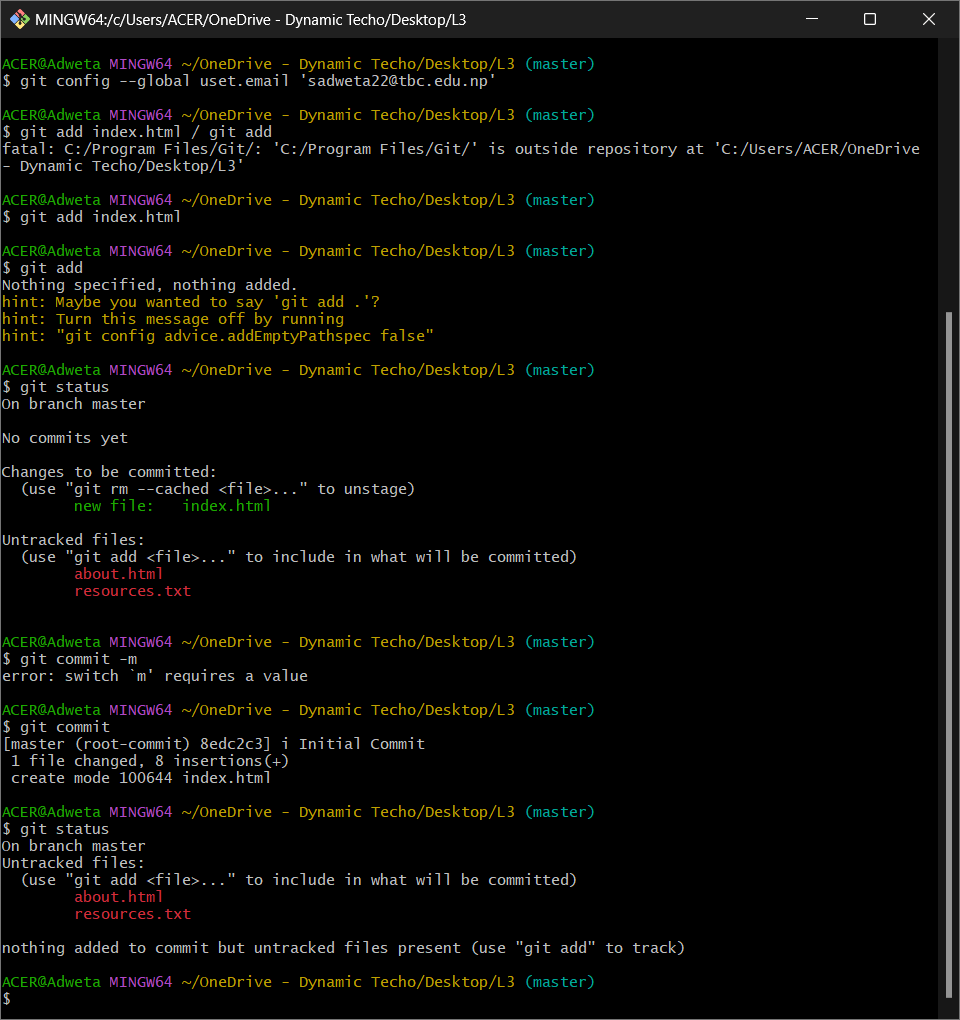 MINGW64:/c/Users/ACER/OneDrive - Dynamic Techo/Desktop/L3
ACER@Adweta MINGW64 ~/OneDrive - Dynamic Techo/Desktop/L3 (master)
$ git config --global uset.email 'sadweta22@tbc.edu.np'
ACER@Adweta MINGW64 ~/OneDrive - Dynamic Techo/Desktop/L3 (master)
$ git add index.html / git add
fatal: C:/Program Files/Git/: 'C:/Program Files/Git/' is outside repository at 'C:/Users/ACER/OneDrive
- Dynamic Techo/Desktop/L3'
ACER@Adweta MINGW64 ~/OneDrive - Dynamic Techo/Desktop/L3 (master)
$ git add index.html
ACER@Adweta MINGW64 ~/OneDrive - Dynamic Techo/Desktop/L3 (master)
$ git add
Nothing specified, nothing added.
hint: Maybe you wanted to say 'git add .'?
hint: Turn this message off by running
hint: "git config advice.addEmptyPathspec false"
ACER@Adweta MINGW64 ~/OneDrive - Dynamic Techo/Desktop/L3 (master)
$ git status
On branch master
No commits yet
Changes to be committed:
  (use "git rm --cached <file>..." to unstage)
        new file:   index.html
Untracked files:
  (use "git add <file>..." to include in what will be committed)
        about.html
        resources.txt
ACER@Adweta MINGW64 ~/OneDrive - Dynamic Techo/Desktop/L3 (master)
$ git commit -m
error: switch `m' requires a value
ACER@Adweta MINGW64 ~/OneDrive - Dynamic Techo/Desktop/L3 (master)
$ git commit
[master (root-commit) 8edc2c3] i Initial Commit
 1 file changed, 8 insertions(+)
 create mode 100644 index.html
ACER@Adweta MINGW64 ~/OneDrive - Dynamic Techo/Desktop/L3 (master)
$ git status
On branch master
Untracked files:
  (use "git add <file>..." to include in what will be committed)
        about.html
        resources.txt
nothing added to commit but untracked files present (use "git add" to track)
ACER@Adweta MINGW64 ~/OneDrive - Dynamic Techo/Desktop/L3 (master)
$